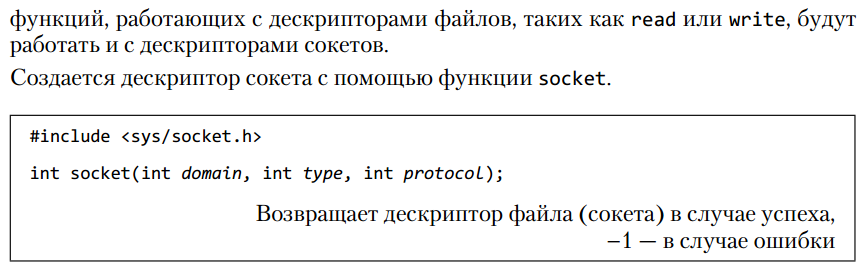 функций, работающих с дескрипторами файлов, таких как read или write, будут
работать и с дескрипторами сокетов.
Создается дескриптор сокета с помощью функции socket.
#include <sys/socket.h>
int socket(int domain, int type, int protocol);
Возвращает дескриптор файла (сокета) в случае успеха,
–1 — в случае ошибки